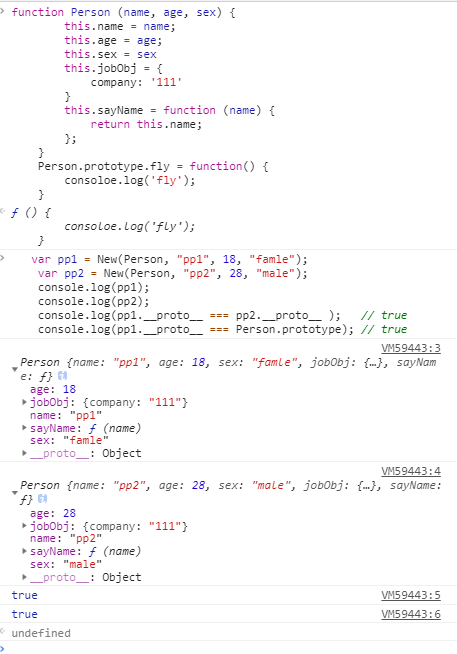 function Person (name, age, sex) {
this.name = name;
this.age = age;
this.sex = sex
this.jobObj = {
company: '111'
}
this.sayName = function (name) {
return this.name;
};
}
Person.prototype.fly = function() {
consoloe.log('fly');
}
ƒ () {
consoloe.log('fly');
}
var pp1 = New(Person, "pp1", 18, "famle");
var pp2 = New(Person, "pp2", 28, "male");
console.log(pp1);
console.log(pp2);
console.log(pp1.__proto__ === pp2.__proto__ ); // true
console.log(pp1.__proto__ === Person.prototype); // true
VM59443:3
Person {name: "pp1", age: 18, sex: "famle", jobObj: {…}, sayNam
e: ƒ}
age: 18
jobObj: {company: "111"}
name: "pp1"
sayName: ƒ (name)
sex: "famle"
__proto__: Object
VM59443:4
Person {name: "pp2", age: 28, sex: "male", jobObj: {…}, sayName:
ƒ}
age: 28
jobObj: {company: "111"}
name: "pp2"
sayName: ƒ (name)
sex: "male"
__proto__: Object
true VM59443:5
true VM59443:6
undefined